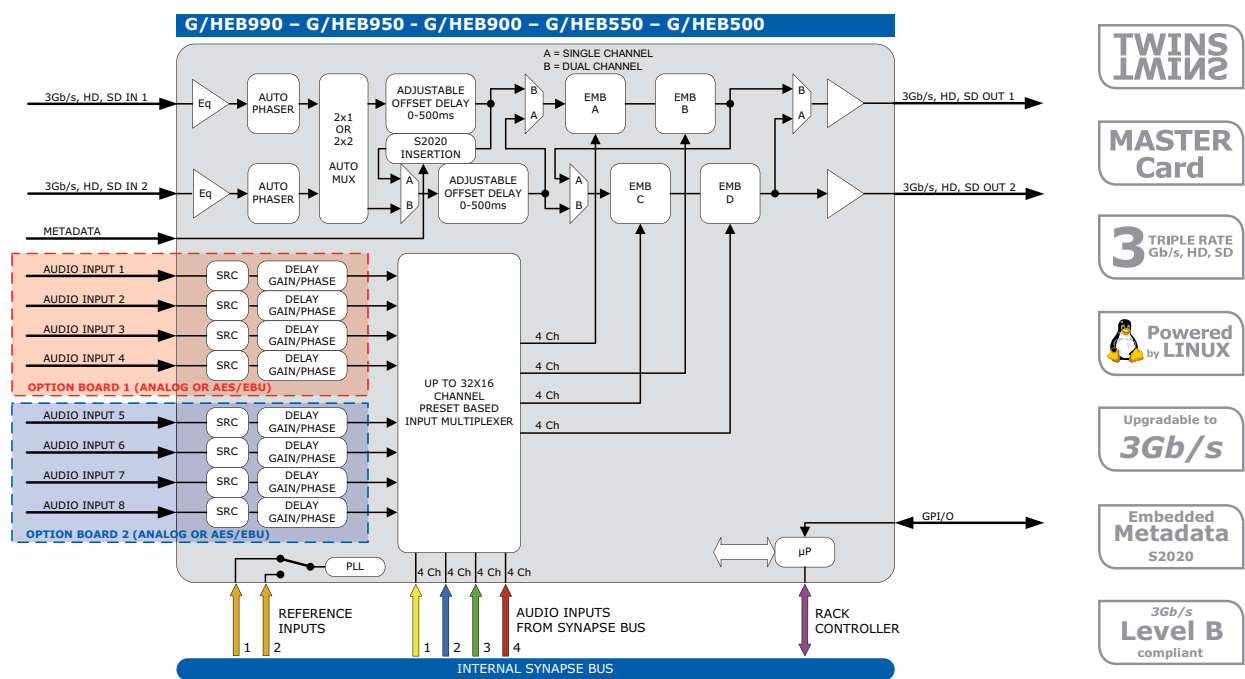 G/HEB990 – G/HEB950 - G/HEB900 – G/HEB550 – G/HEB500
A = SINGLE CHANNEL
B = DUAL CHANNEL
3Gb/s, HD, SD IN 1
Eq
AUTO
PHASER
2x1
OR
2x2
AUTO
MUX
ADJUSTABLE
OFFSET DELAY
0-500ms
S2020
INSERTION
B
A
EMB
A
EMB
B
B
A
3Gb/s, HD, SD OUT 1
3Gb/s, HD, SD IN 2
Eq
AUTO
PHASER
A
B
ADJUSTABLE
OFFSET DELAY
0-500ms
A
B
EMB
C
EMB
D
3Gb/s, HD, SD OUT 2
METADATA
AUDIO INPUT 1
SRC
DELAY
GAIN/PHASE
AUDIO INPUT 2
SRC
DELAY
GAIN/PHASE
AUDIO INPUT 3
SRC
DELAY
GAIN/PHASE
AUDIO INPUT 4
SRC
DELAY
GAIN/PHASE
OPTION BOARD 1 (ANALOG OR AES/EBU)
AUDIO INPUT 5
SRC
DELAY
GAIN/PHASE
AUDIO INPUT 6
SRC
DELAY
GAIN/PHASE
AUDIO INPUT 7
SRC
DELAY
GAIN/PHASE
AUDIO INPUT 8
SRC
DELAY
GAIN/PHASE
OPTION BOARD 2 (ANALOG OR AES/EBU)
UP TO 32X16
CHANNEL
PRESET BASED
INPUT MULTIPLEXER
4 Ch
4 Ch
4 Ch
4 Ch
GPI/O
µP
PLL
4 Ch
4 Ch
4 Ch
4 Ch
REFERENCE
INPUTS
1
2
1
2
3
4
AUDIO INPUTS
FROM SYNAPSE BUS
RACK
CONTROLLER
INTERNAL SYNAPSE BUS
TWINS
TWINS
MASTER
Card
3 TRIPLE RATE
Gb/s, HD, SD
Powered
by LINUX
Upgradable to
3Gb/s
Embedded
Metadata
S2020
3Gb/s
Level B
compliant